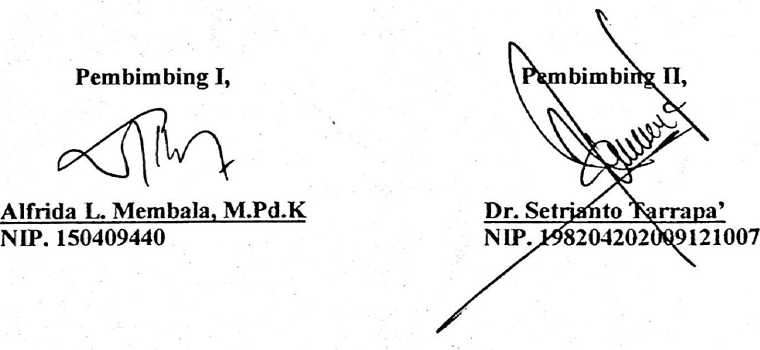 Pembimbing I,
Alfrida L. Membala, M.Pd.K
NIP. 150409440
Pembimbing II,
Dr. Setrianto Tarrapa'
NIP. 198204202009121007